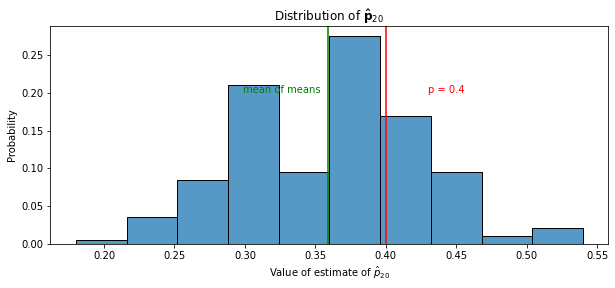 Distribution of p̂₂₀
Probability
0.25
0.20
0.15
0.10
0.05
0.00
mean of means
p = 0.4
0.20 0.25 0.30 0.35 0.40 0.45 0.50 0.55
Value of estimate of p̂₂₀